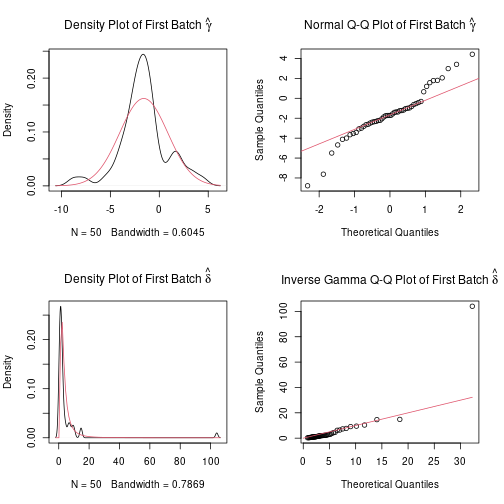 Density Plot of First Batch γ̂
Density
0.00 0.10 0.20
-10 -5 0 5
N = 50 Bandwidth = 0.6045
Normal Q-Q Plot of First Batch γ̂
Sample Quantiles
-8 -6 -4 -2 0 2 4
-2 -1 0 1 2
Theoretical Quantiles
Density Plot of First Batch δ̂
Density
0.00 0.10 0.20
0 20 40 60 80 100
N = 50 Bandwidth = 0.7869
Inverse Gamma Q-Q Plot of First Batch δ̂
Sample Quantiles
0 20 40 60 80 100
0 5 10 15 20 25 30
Theoretical Quantiles